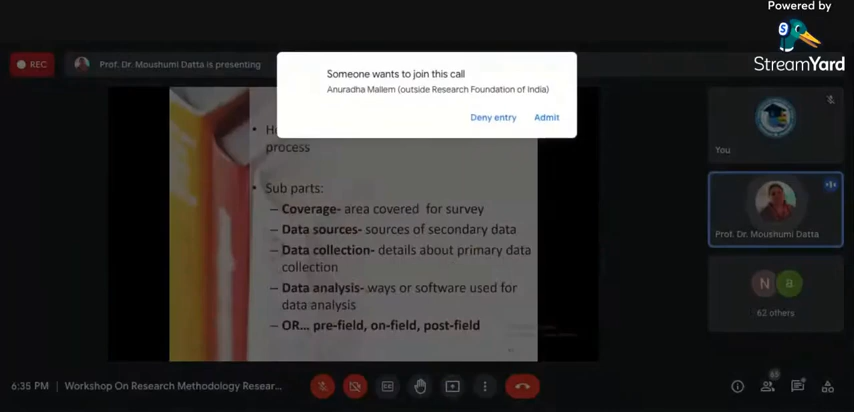 Powered by
StreamYard
REC
Prof. Dr. Moushumi Datta is presenting
Someone wants to join this call
Anuradha Mallem (outside Research Foundation of India)
Deny entry
Admit
process
• Sub parts:
– Coverage- area covered for survey
– Data sources- sources of secondary data
– Data collection- details about primary data
collection
– Data analysis- ways or software used for
data analysis
– OR... pre-field, on-field, post-field
You
Prof. Dr. Moushumi Datta
N
a
62 others
6:35 PM | Workshop On Research Methodology Resear...
65